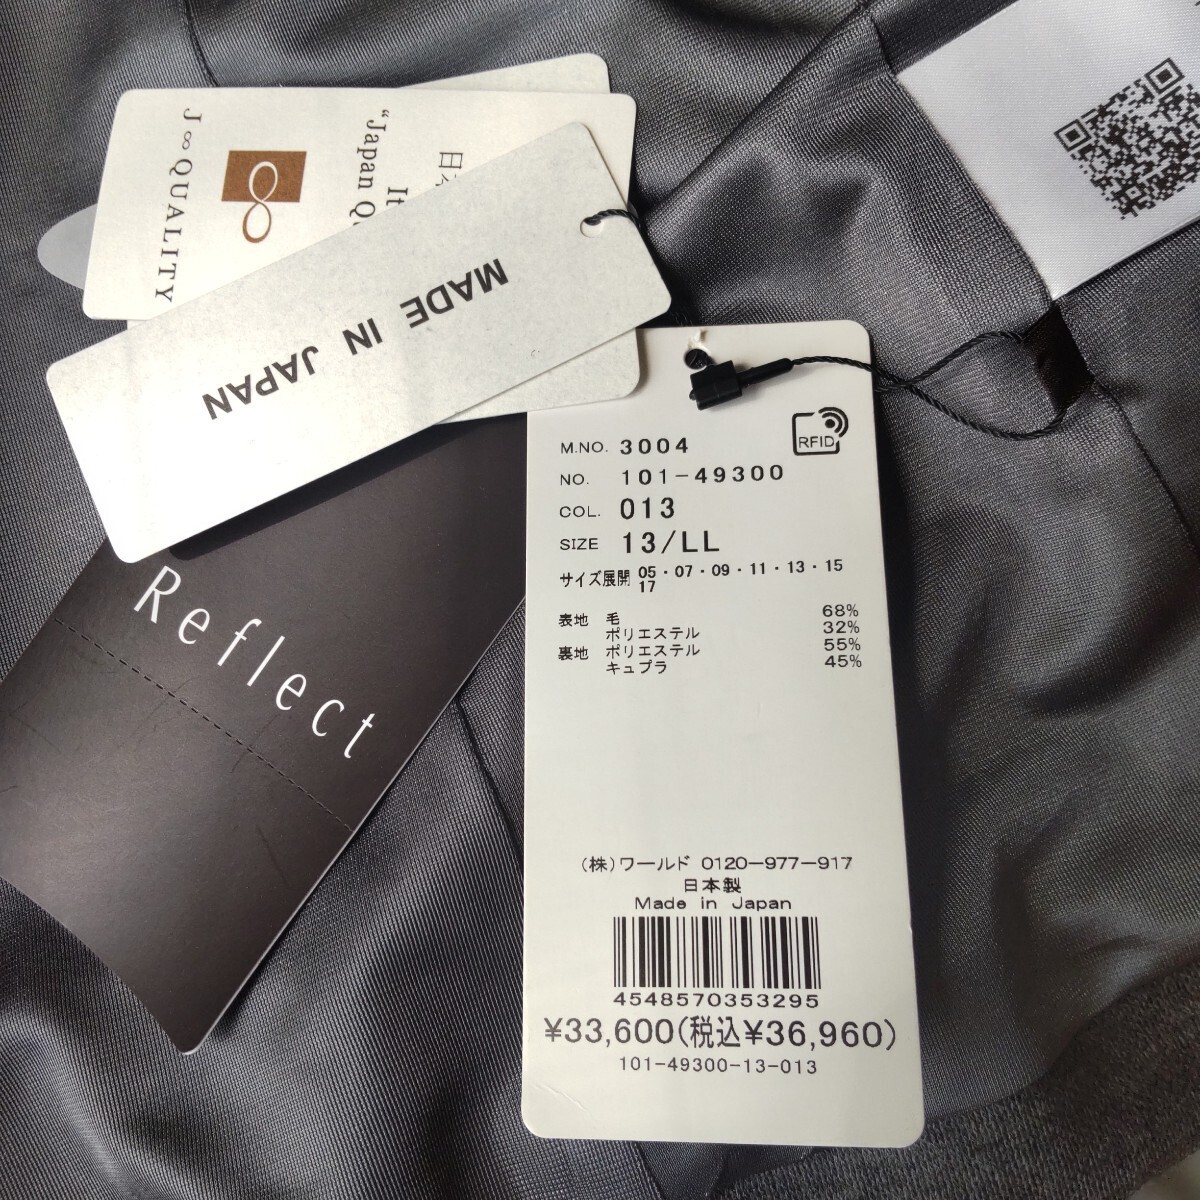 J∞QUALITY
"Japan
日
MADE IN JAPAN
Reflect
RFID
M.NO. 3004
NO. 101-49300
COL. 013
SIZE 13/LL
サイズ展開 05・07・09・11・13・15
17
表地 毛 68%
ポリエステル 32%
裏地 ポリエステル 55%
キュプラ 45%
(株)ワールド 0120-977-917
日本製
Made in Japan
4548570353295
¥33,600(税込¥36,960)
101-49300-13-013